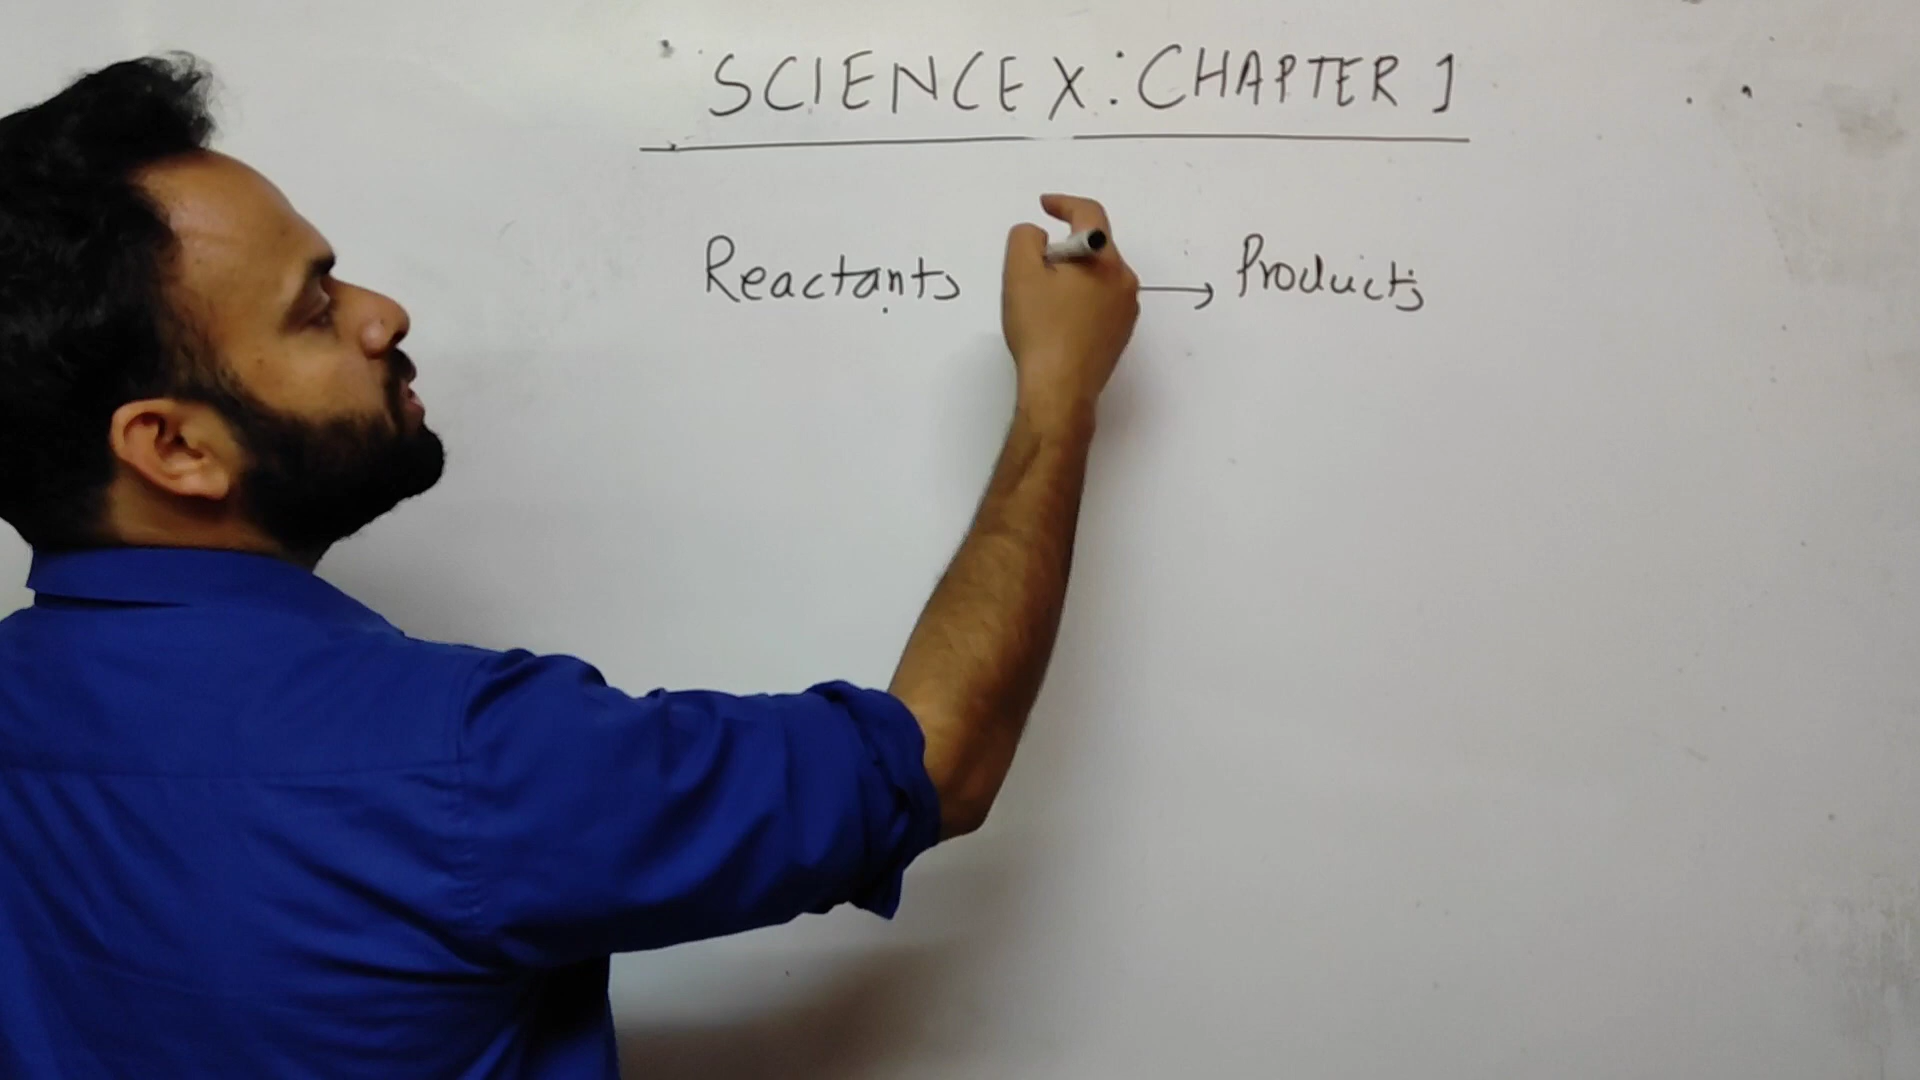 SCIENCE X : CHAPTER 1
Reactants → Products